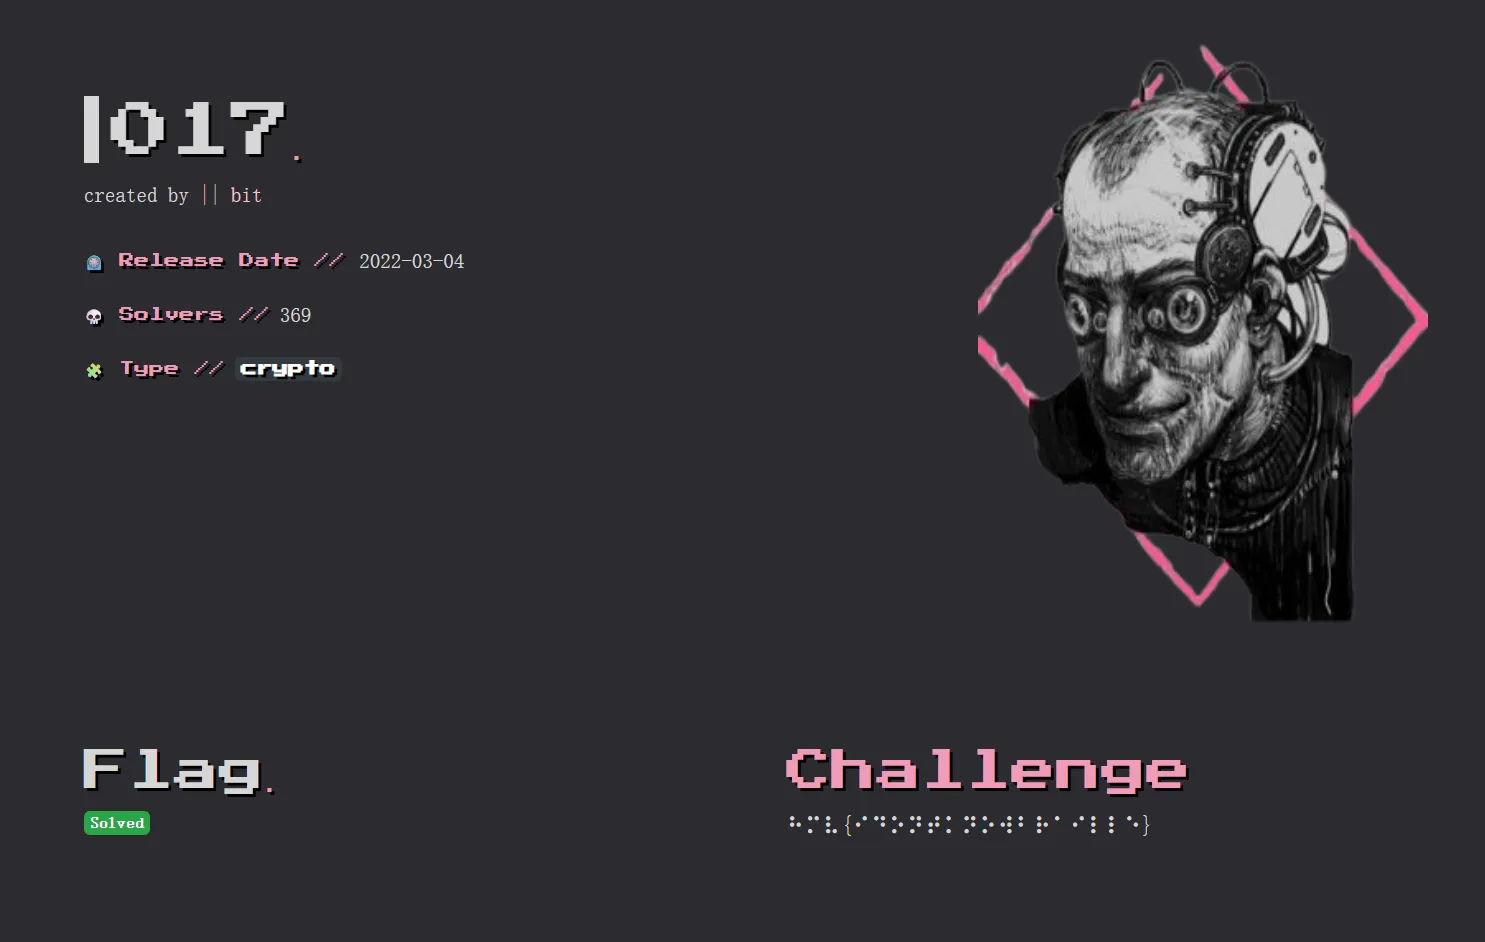 |017.
created by || bit
Release Date // 2022-03-04
Solvers // 369
Type // crypto
Flag.
Solved
Challenge
⠓⠍⠧{⠊⠙⠕⠝⠞⠅⠝⠕⠺⠃⠗⠁⠊⠇⠇⠑}